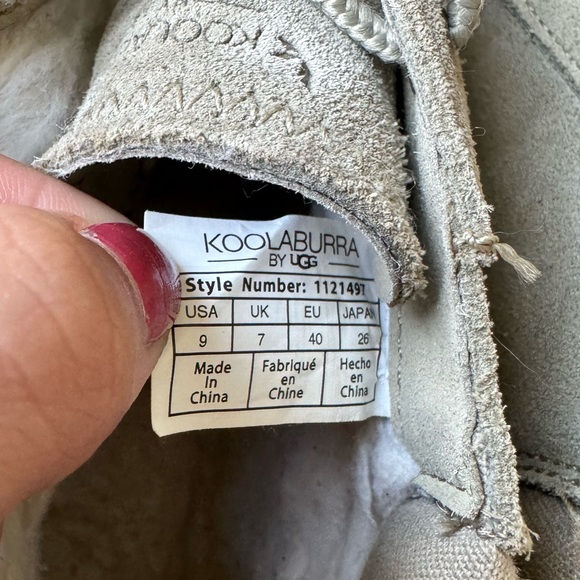 KOOLA
KOOLABURRA
BY UGG
Style Number: 1121497
USA UK EU JAPAN
9 7 40 26
Made Fabriqué Hecho
in en en
China Chine China